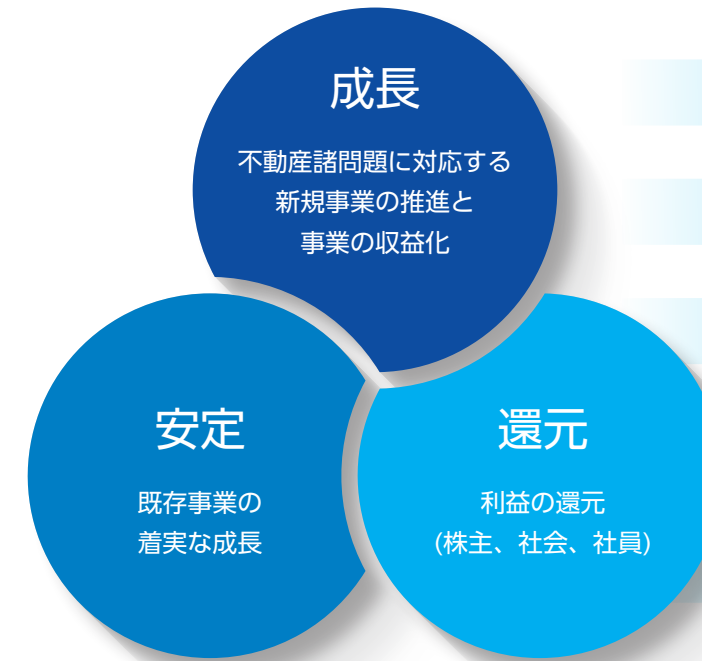 成長
不動産諸問題に対応する
新規事業の推進と
事業の収益化
安定
既存事業の
着実な成長
還元
利益の還元
(株主、社会、社員)